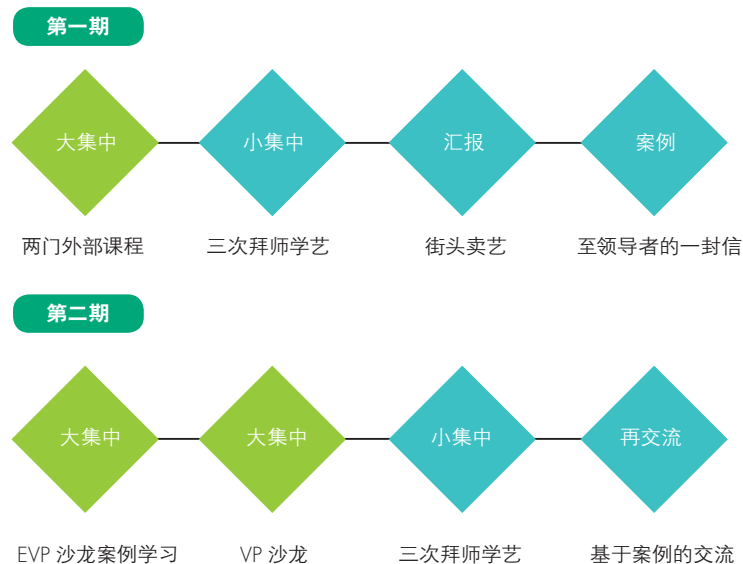 第一期
大集中
小集中
汇报
案例
两门外部课程
三次拜师学艺
街头卖艺
至领导者的一封信
第二期
大集中
大集中
小集中
再交流
EVP 沙龙案例学习
VP 沙龙
三次拜师学艺
基于案例的交流